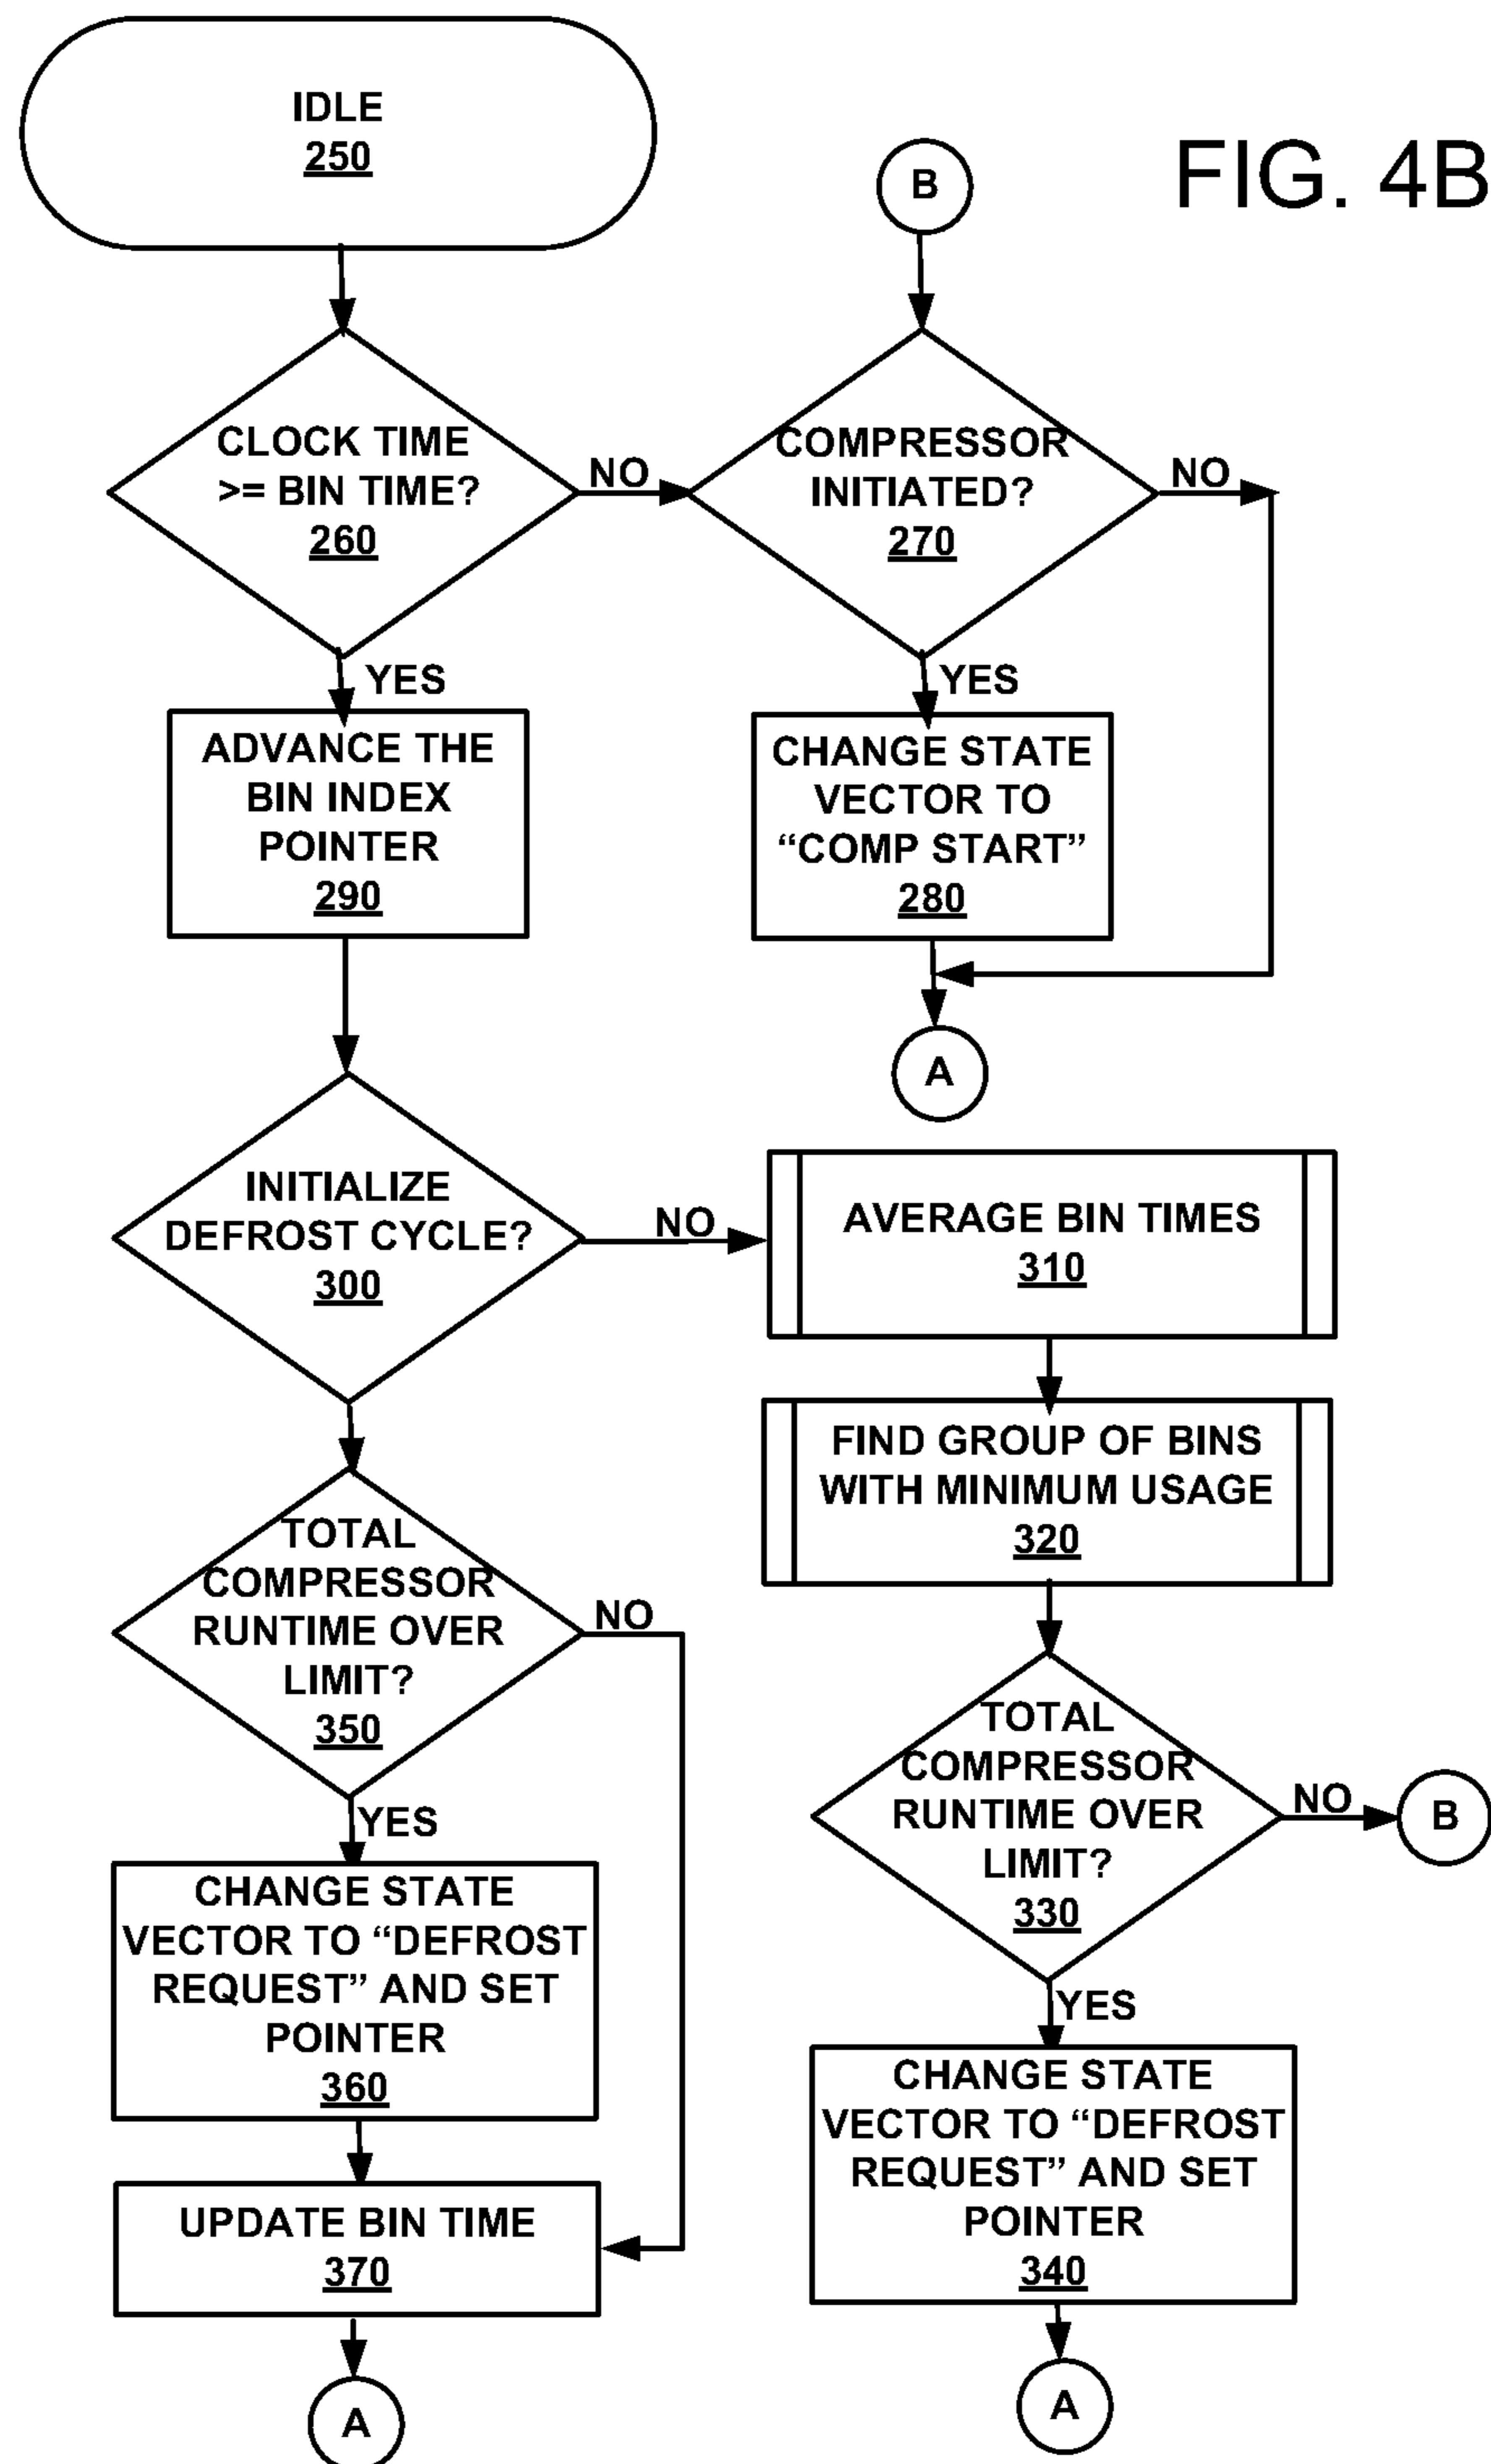 FIG. 4B
IDLE
250
B
CLOCK TIME
>= BIN TIME?
260
NO
COMPRESSOR
INITIATED?
270
NO
YES
YES
ADVANCE THE
BIN INDEX
POINTER
290
CHANGE STATE
VECTOR TO
“COMP START”
280
A
INITIALIZE
DEFROST CYCLE?
300
NO
AVERAGE BIN TIMES
310
FIND GROUP OF BINS
WITH MINIMUM USAGE
320
TOTAL
COMPRESSOR
RUNTIME OVER
LIMIT?
350
NO
YES
TOTAL
COMPRESSOR
RUNTIME OVER
LIMIT?
330
NO
B
YES
CHANGE STATE
VECTOR TO “DEFROST
REQUEST” AND SET
POINTER
360
UPDATE BIN TIME
370
A
CHANGE STATE
VECTOR TO “DEFROST
REQUEST” AND SET
POINTER
340
A